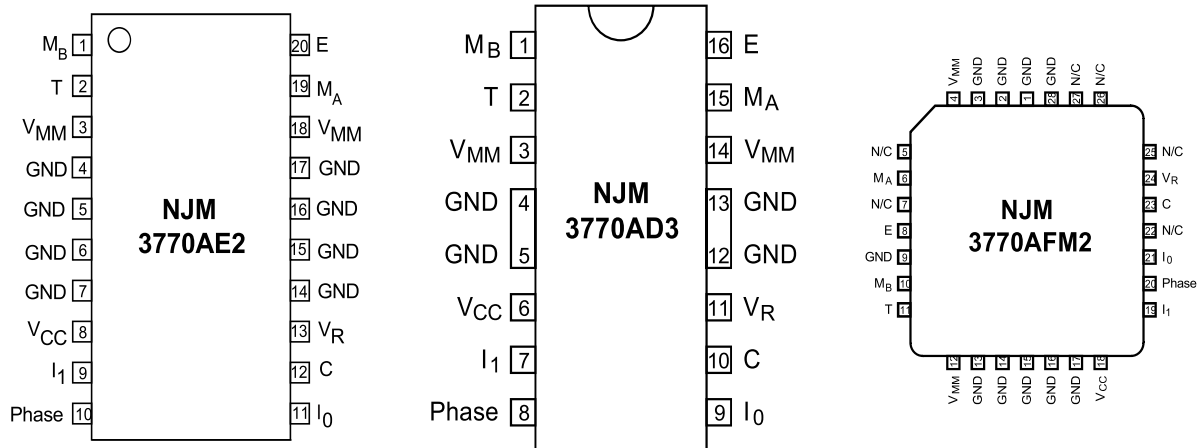 M_B 1 20 E
T 2 19 M_A
V_MM 3 18 V_MM
GND 4 17 GND
GND 5 16 GND
GND 6 15 GND
GND 7 14 GND
V_CC 8 13 V_R
I_1 9 12 C
Phase 10 11 I_0
NJM
3770AE2
M_B 1 16 E
T 2 15 M_A
V_MM 3 14 V_MM
GND 4 13 GND
GND 5 12 GND
V_CC 6 11 V_R
I_1 7 10 C
Phase 8 9 I_0
NJM
3770AD3
V_MM GND GND GND GND N/C N/C
4 3 2 1 28 27 26
N/C 5 25 N/C
M_A 6 24 V_R
N/C 7 23 C
E 8 22 N/C
GND 9 21 I_0
M_B 10 20 Phase
T 11 19 I_1
NJM
3770AFM2
12 13 14 15 16 17 18
V_MM GND GND GND GND GND V_CC